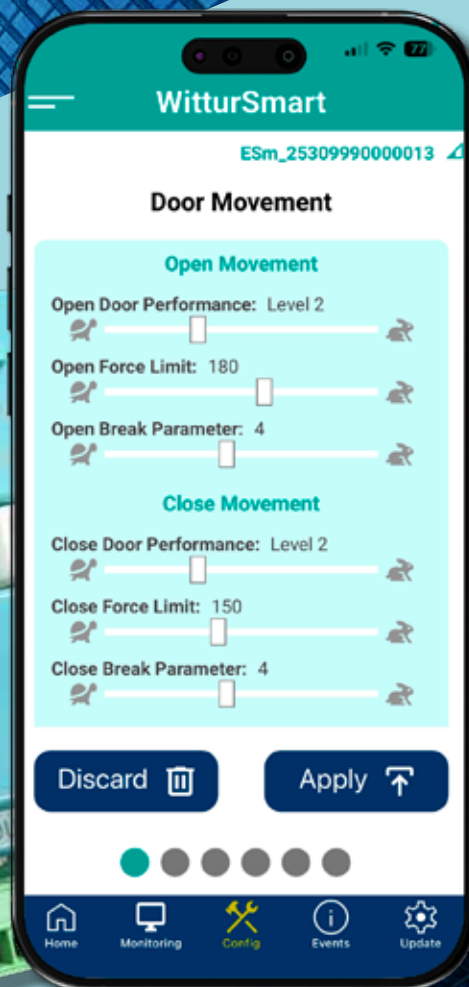 77
WitturSmart
ESm_25309990000013
Door Movement
Open Movement
Open Door Performance: Level 2
Open Force Limit: 180
Open Break Parameter: 4
Close Movement
Close Door Performance: Level 2
Close Force Limit: 150
Close Break Parameter: 4
Discard
Apply
Home Monitoring Config Events Update